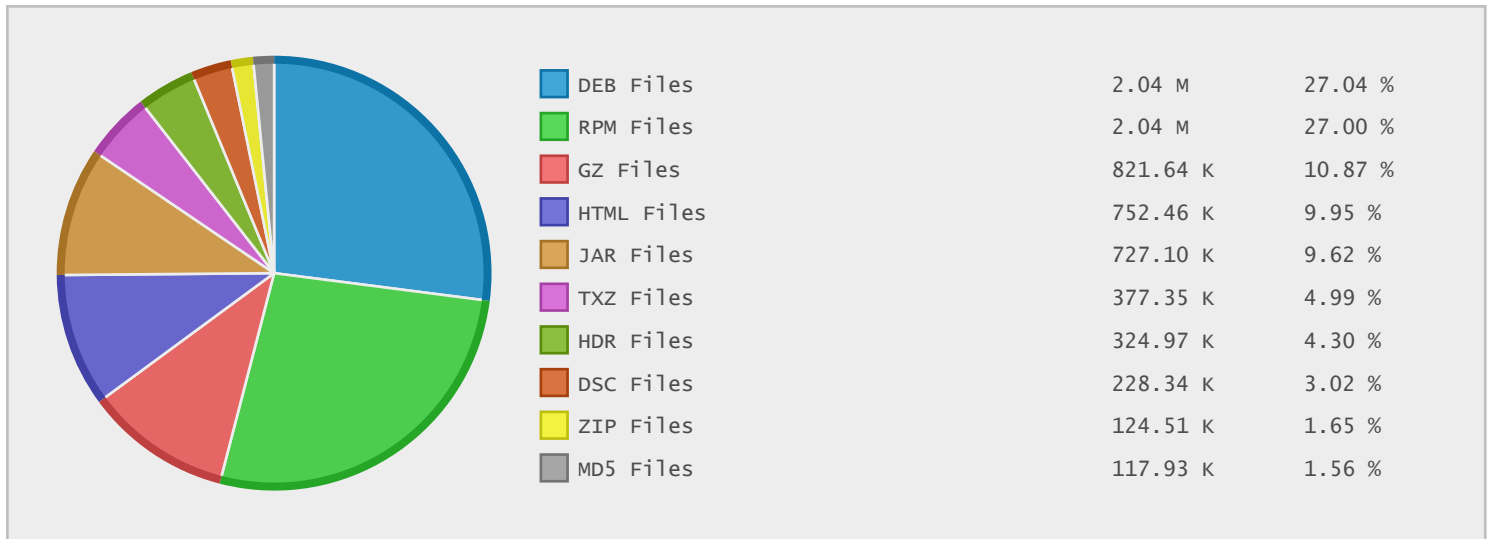 DEB Files 2.04 M 27.04 %
RPM Files 2.04 M 27.00 %
GZ Files 821.64 K 10.87 %
HTML Files 752.46 K 9.95 %
JAR Files 727.10 K 9.62 %
TXZ Files 377.35 K 4.99 %
HDR Files 324.97 K 4.30 %
DSC Files 228.34 K 3.02 %
ZIP Files 124.51 K 1.65 %
MD5 Files 117.93 K 1.56 %